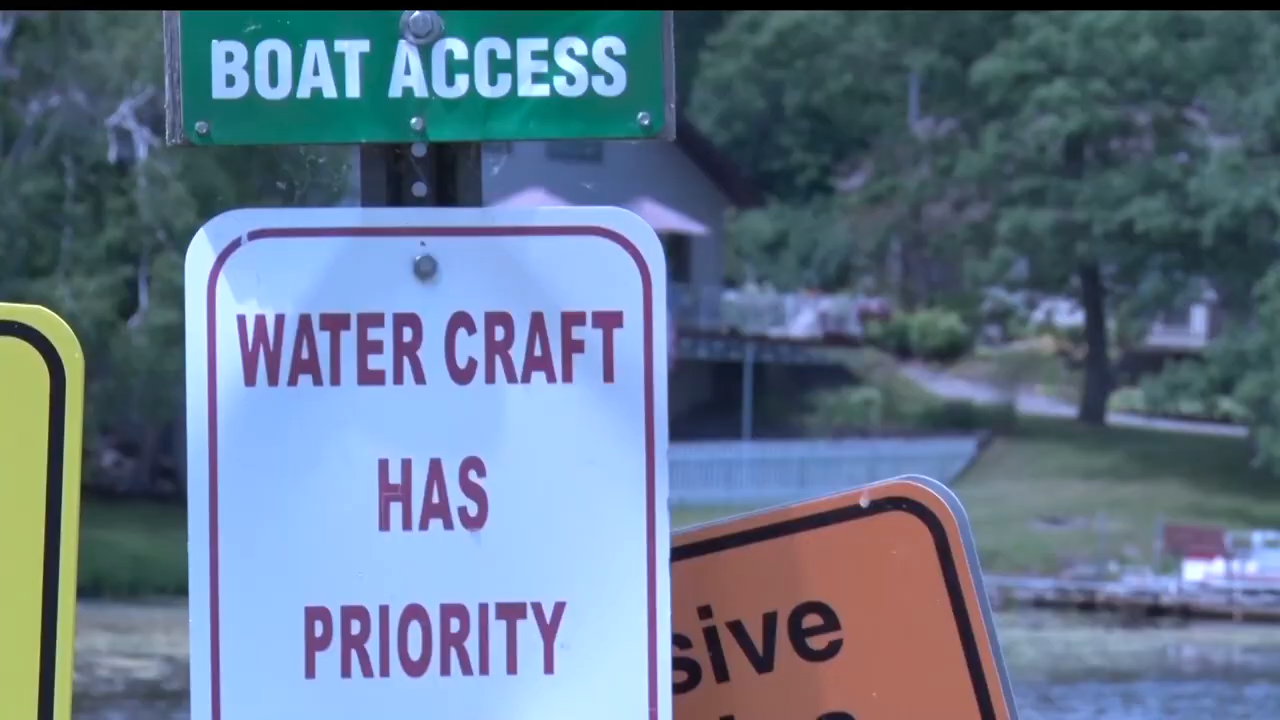 BOAT ACCESS
WATER CRAFT
HAS
PRIORITY
sive